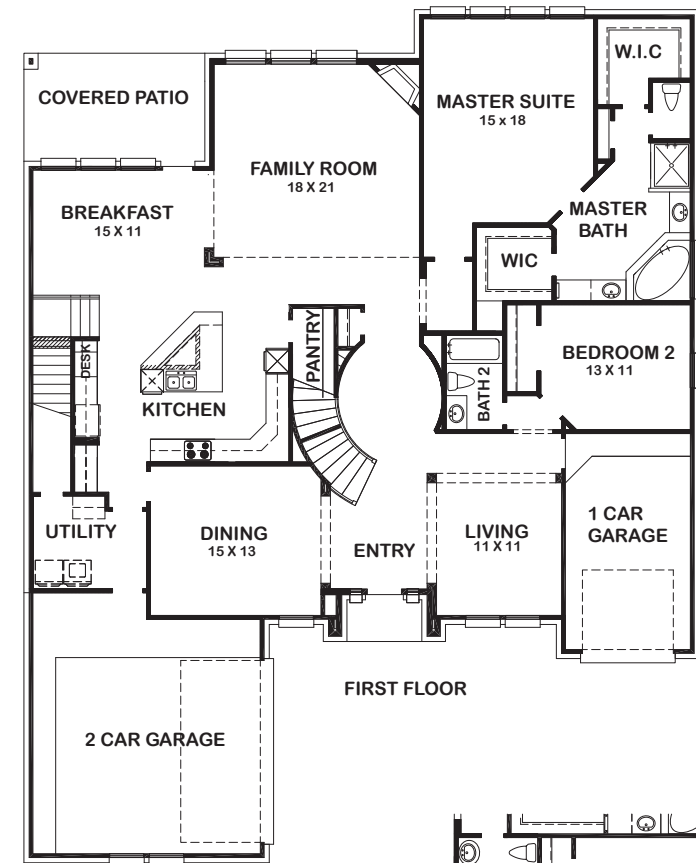 W.I.C
COVERED PATIO
MASTER SUITE
15 x 18
FAMILY ROOM
18 X 21
BREAKFAST
15 X 11
MASTER
BATH
WIC
PANTRY
DESK
BEDROOM 2
13 X 11
BATH 2
KITCHEN
UTILITY
DINING
15 X 13
ENTRY
LIVING
11 X 11
1 CAR
GARAGE
FIRST FLOOR
2 CAR GARAGE